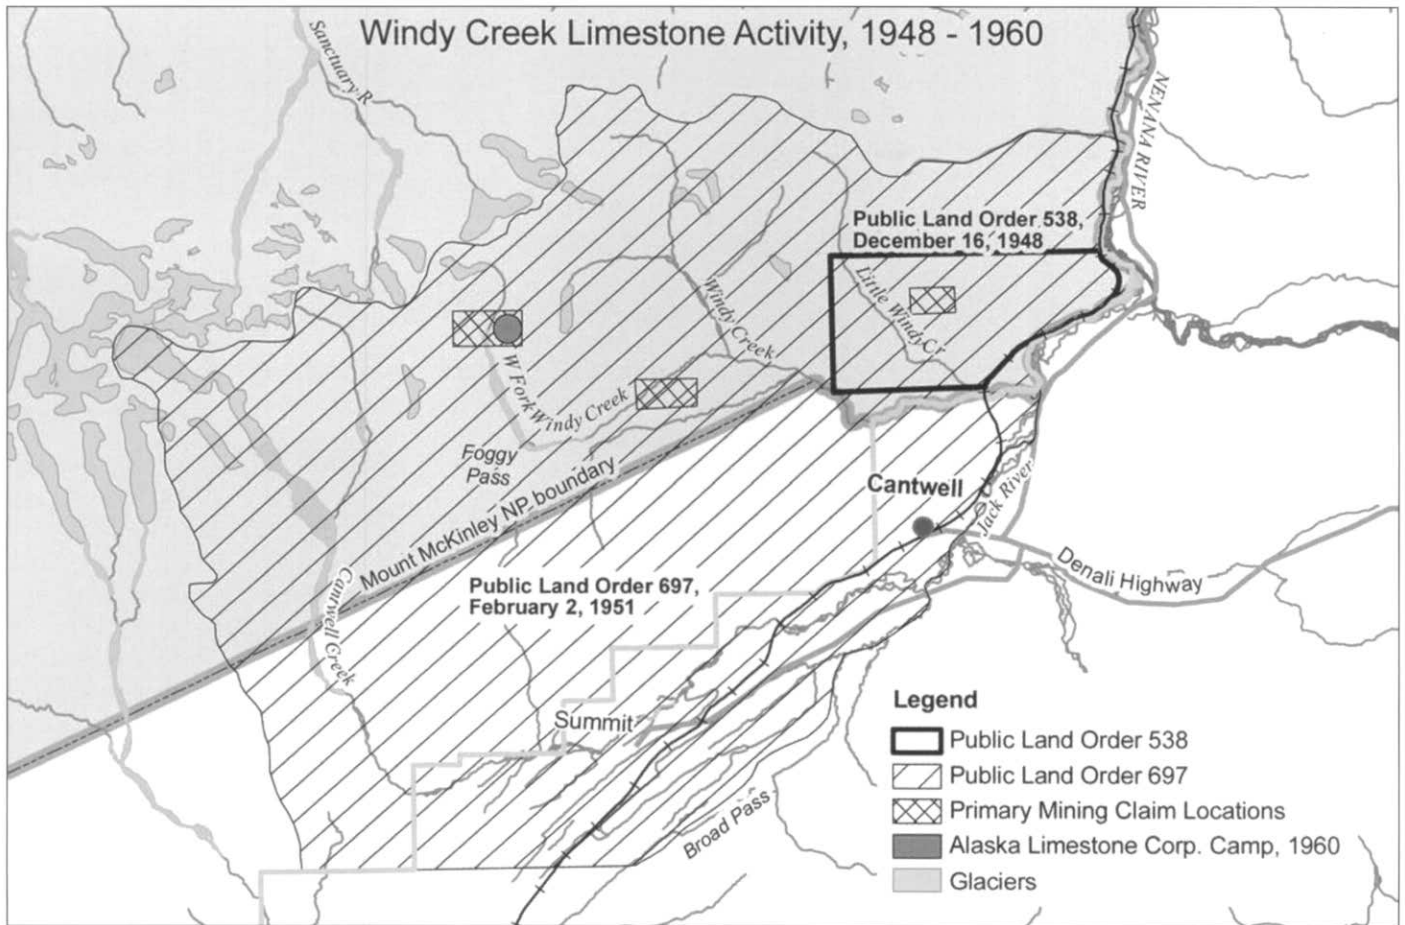 Windy Creek Limestone Activity, 1948 - 1960
Sanctuary R
NENANA RIVER
Public Land Order 538,
December 16, 1948
Little Windy Cr
Windy Creek
W Fork Windy Creek
Foggy
Pass
Mount McKinley NP boundary
Cantwell
Jack River
Denali Highway
Public Land Order 697,
February 2, 1951
Cantwell Creek
Summit
Broad Pass
Legend
Public Land Order 538
Public Land Order 697
Primary Mining Claim Locations
Alaska Limestone Corp. Camp, 1960
Glaciers